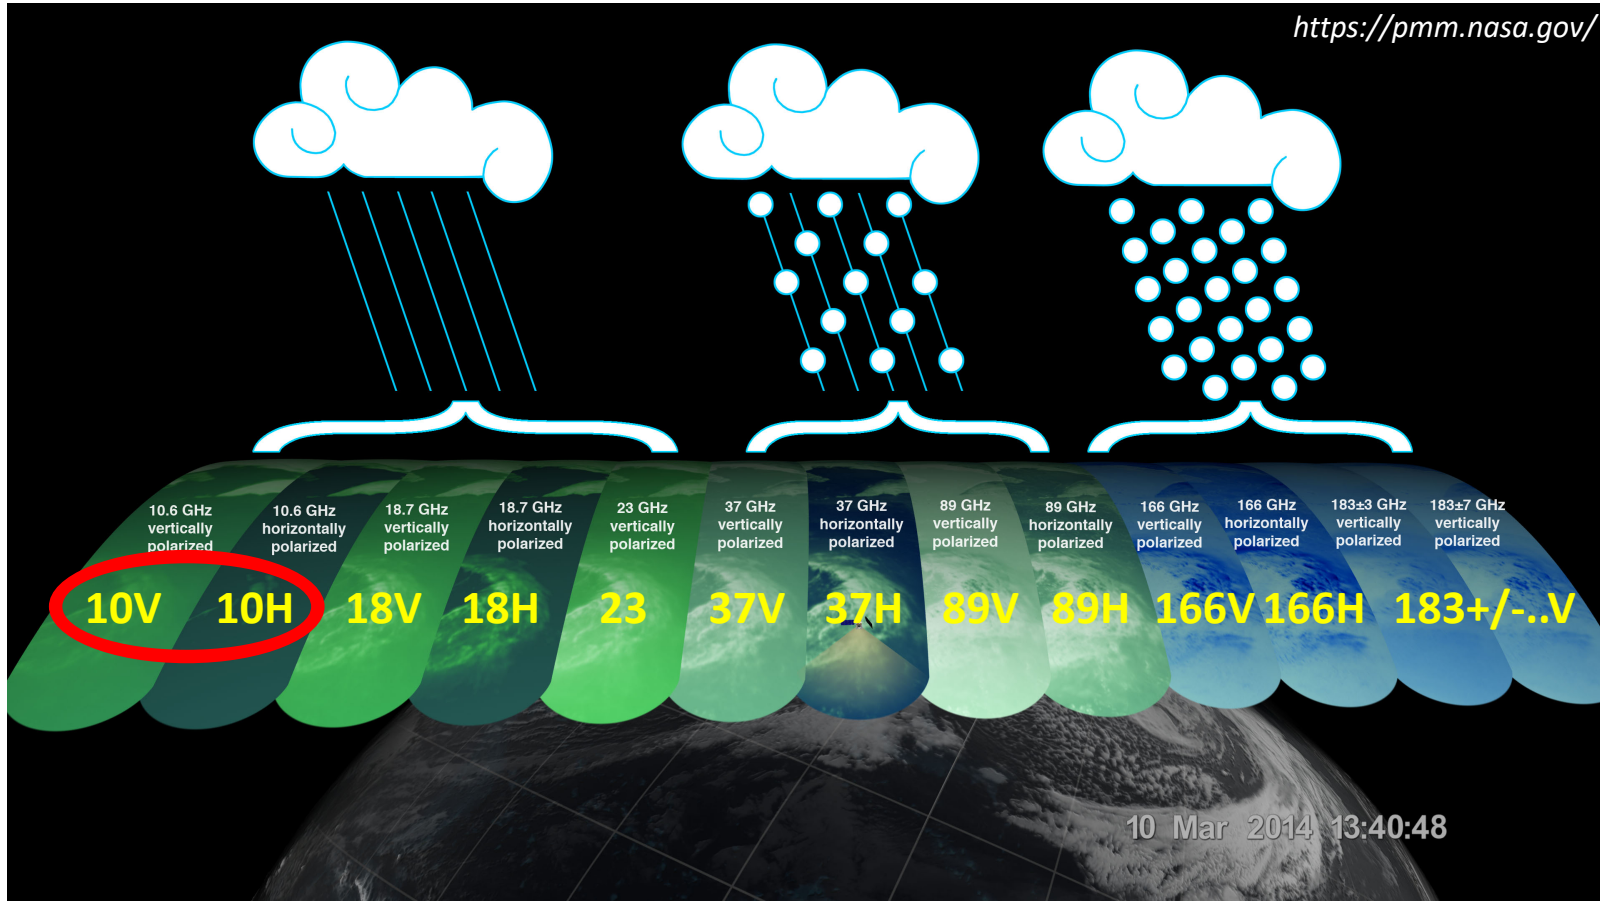 https://pmm.nasa.gov/
10.6 GHz
vertically
polarized
10.6 GHz
horizontally
polarized
18.7 GHz
vertically
polarized
18.7 GHz
horizontally
polarized
23 GHz
vertically
polarized
37 GHz
vertically
polarized
37 GHz
horizontally
polarized
89 GHz
vertically
polarized
89 GHz
horizontally
polarized
166 GHz
vertically
polarized
166 GHz
horizontally
polarized
183±3 GHz
vertically
polarized
183±7 GHz
vertically
polarized
10V 10H 18V 18H 23 37V 37H 89V 89H 166V 166H 183+/-..V
10 Mar 2014 13:40:48